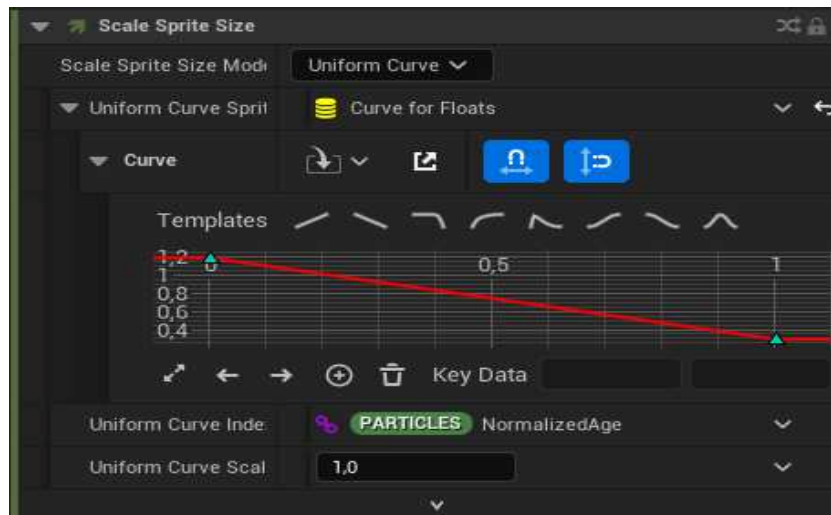 Scale Sprite Size
Scale Sprite Size Mod
Uniform Curve
Uniform Curve Sprit
Curve for Floats
Curve
Templates
1,2 0 0,5 1
1
0,8
0,6
0,4
Key Data
Uniform Curve Inde
PARTICLES NormalizedAge
Uniform Curve Scal
1,0